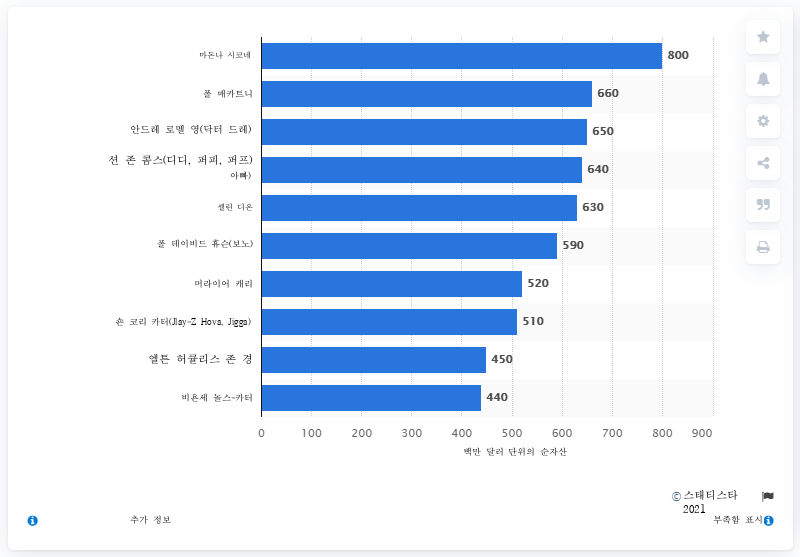 마돈나 시코네
800
폴 매카트니
660
안드레 로멜 영(닥터 드레)
650
션 존 콤스(디디, 퍼피, 퍼프)
아빠)
640
셀린 디온
630
폴 데이비드 휴슨(보노)
590
머라이어 캐리
520
숀 코리 카터(Jlay-Z Hova, Jigga)
510
엘튼 허큘리스 존 경
450
비욘세 놀스-카터
440
0 100 200 300 400 500 600 700 800 900
백만 달러 단위의 순자산
© 스태티스타
2021
추가 정보
부족함 표시